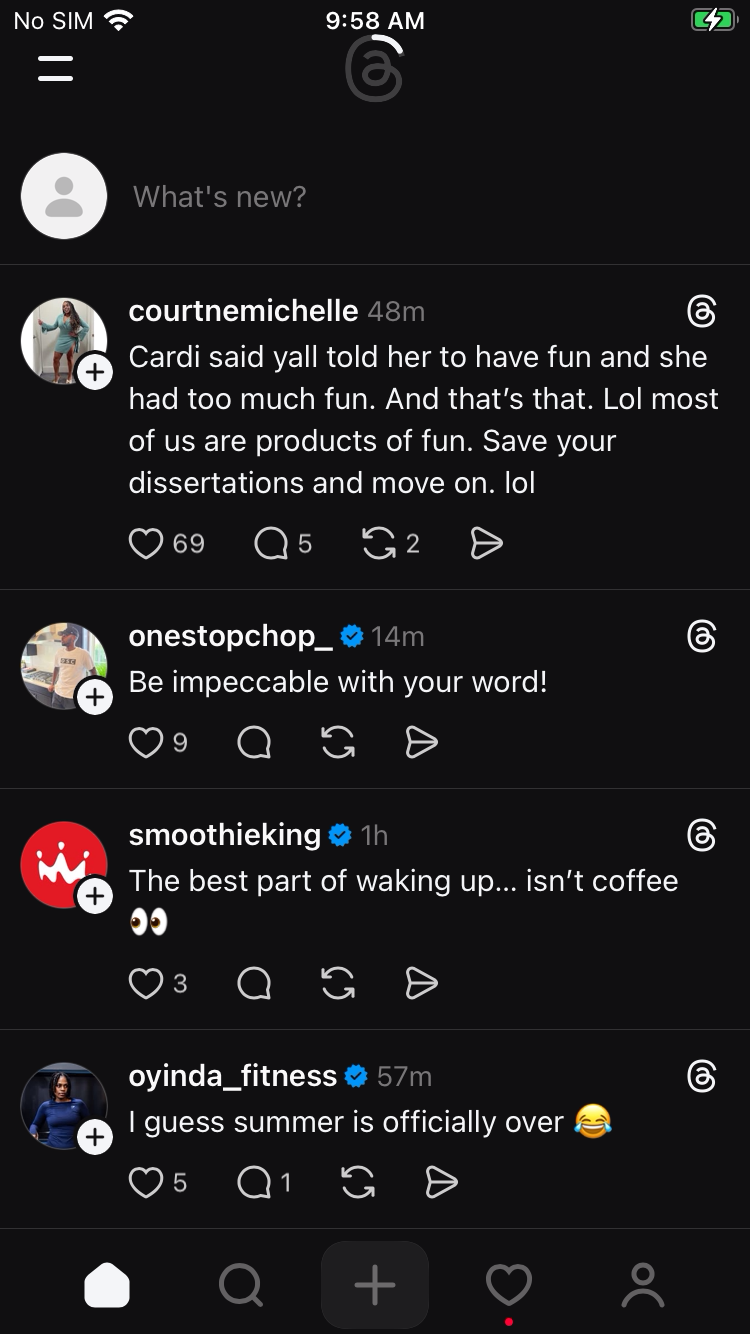 No SIM 9:58 AM
What's new?
courtnemichelle 48m
Cardi said yall told her to have fun and she
had too much fun. And that’s that. Lol most
of us are products of fun. Save your
dissertations and move on. lol
69 5 2
onestopchop_ 14m
Be impeccable with your word!
9
smoothieking 1h
The best part of waking up... isn’t coffee
👀
3
oyinda_fitness 57m
I guess summer is officially over 😂
5 1